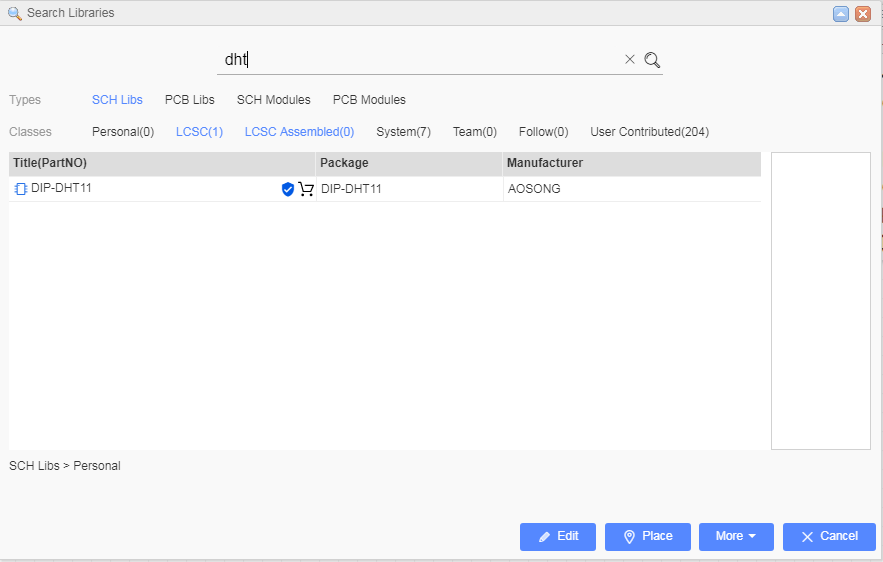 Search Libraries
dht
Types SCH Libs PCB Libs SCH Modules PCB Modules
Classes Personal(0) LCSC(1) LCSC Assembled(0) System(7) Team(0) Follow(0) User Contributed(204)
Title(PartNO) Package Manufacturer
DIP-DHT11 DIP-DHT11 AOSONG
SCH Libs > Personal
Edit Place More Cancel